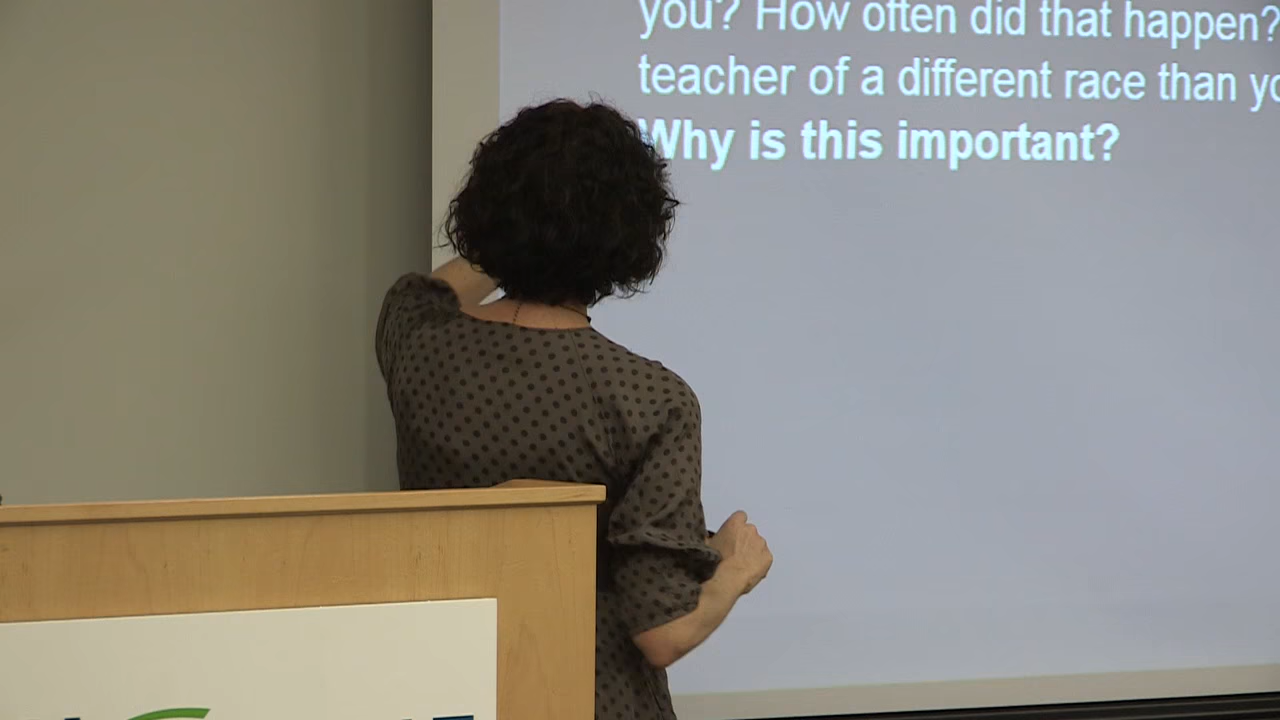 you? How often did that happen?
teacher of a different race than
Why is this important?